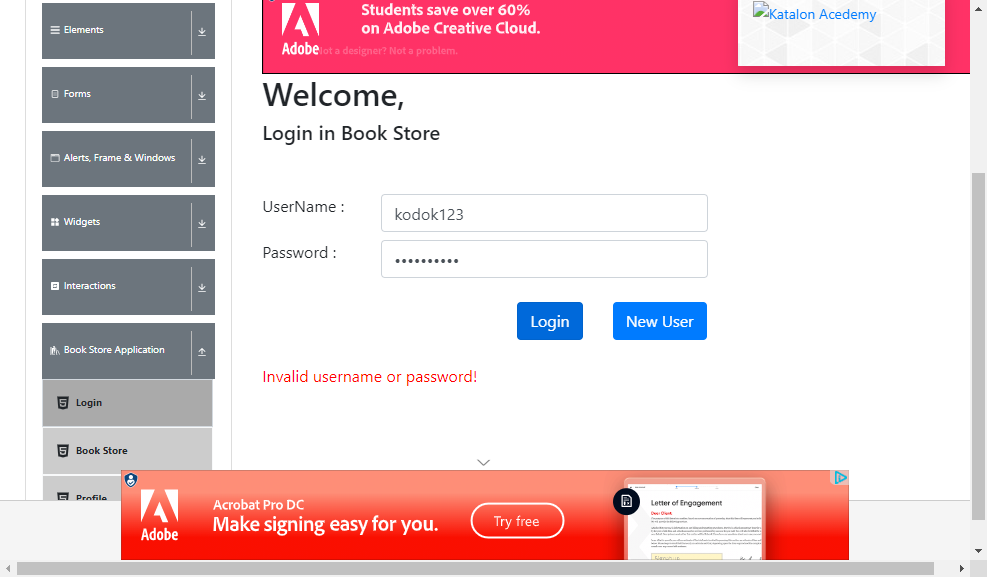 Elements
Forms
Alerts, Frame & Windows
Widgets
Interactions
Book Store Application
Login
Book Store
Profile
Adobe
Students save over 60%
on Adobe Creative Cloud.
Not a designer? Not a problem.
Katalon Acedemy
Welcome,
Login in Book Store
UserName :
kodok123
Password :
••••••••••
Login
New User
Invalid username or password!
Adobe
Acrobat Pro DC
Make signing easy for you.
Try free
Letter of Engagement
Dear Client